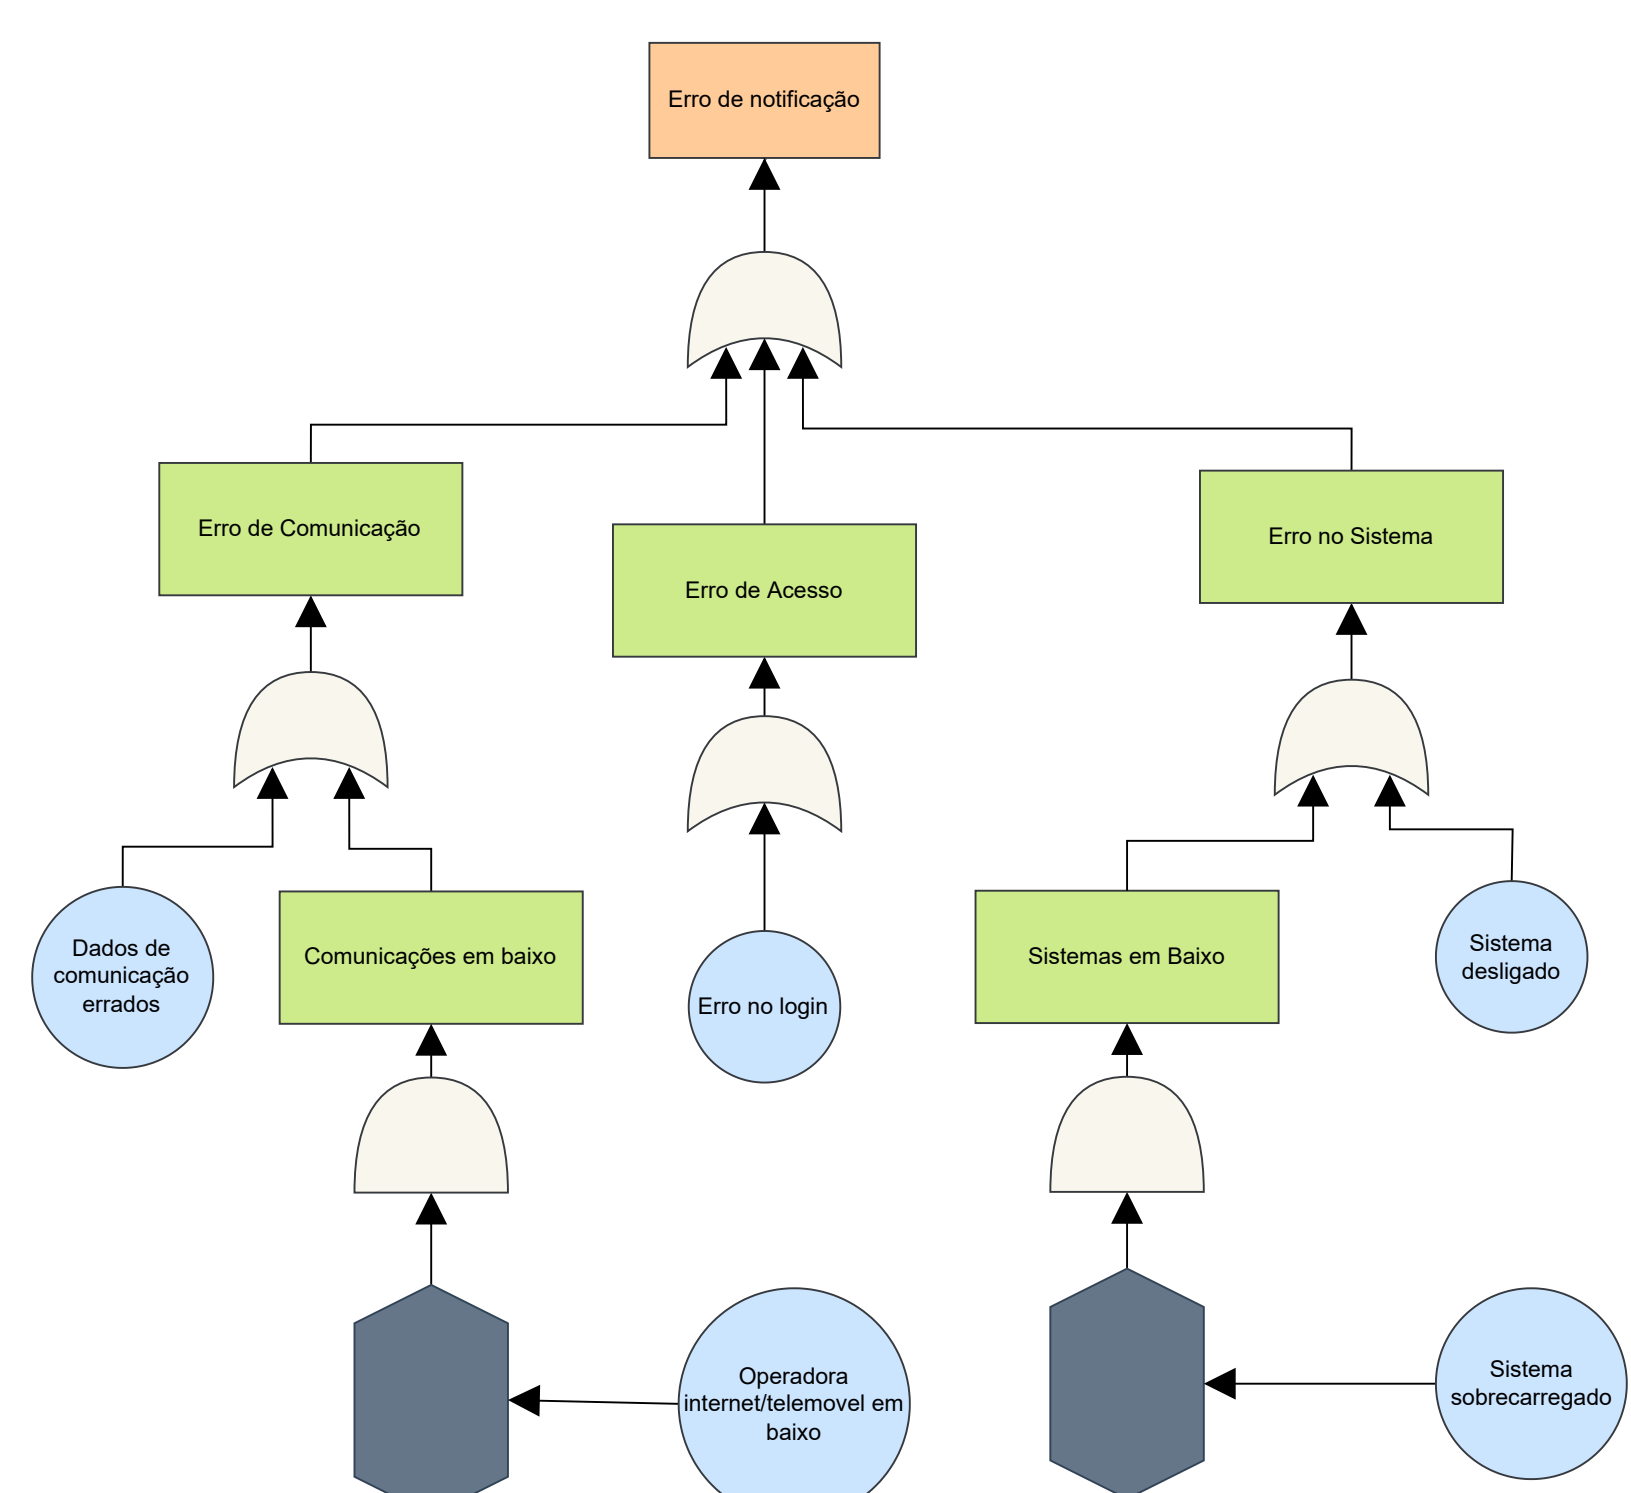 Erro de notificação
Erro de Comunicação
Erro de Acesso
Erro no Sistema
Dados de
comunicação
errados
Comunicações em baixo
Erro no login
Sistemas em Baixo
Sistema
desligado
Operadora
internet/telemovel em
baixo
Sistema
sobrecarregado